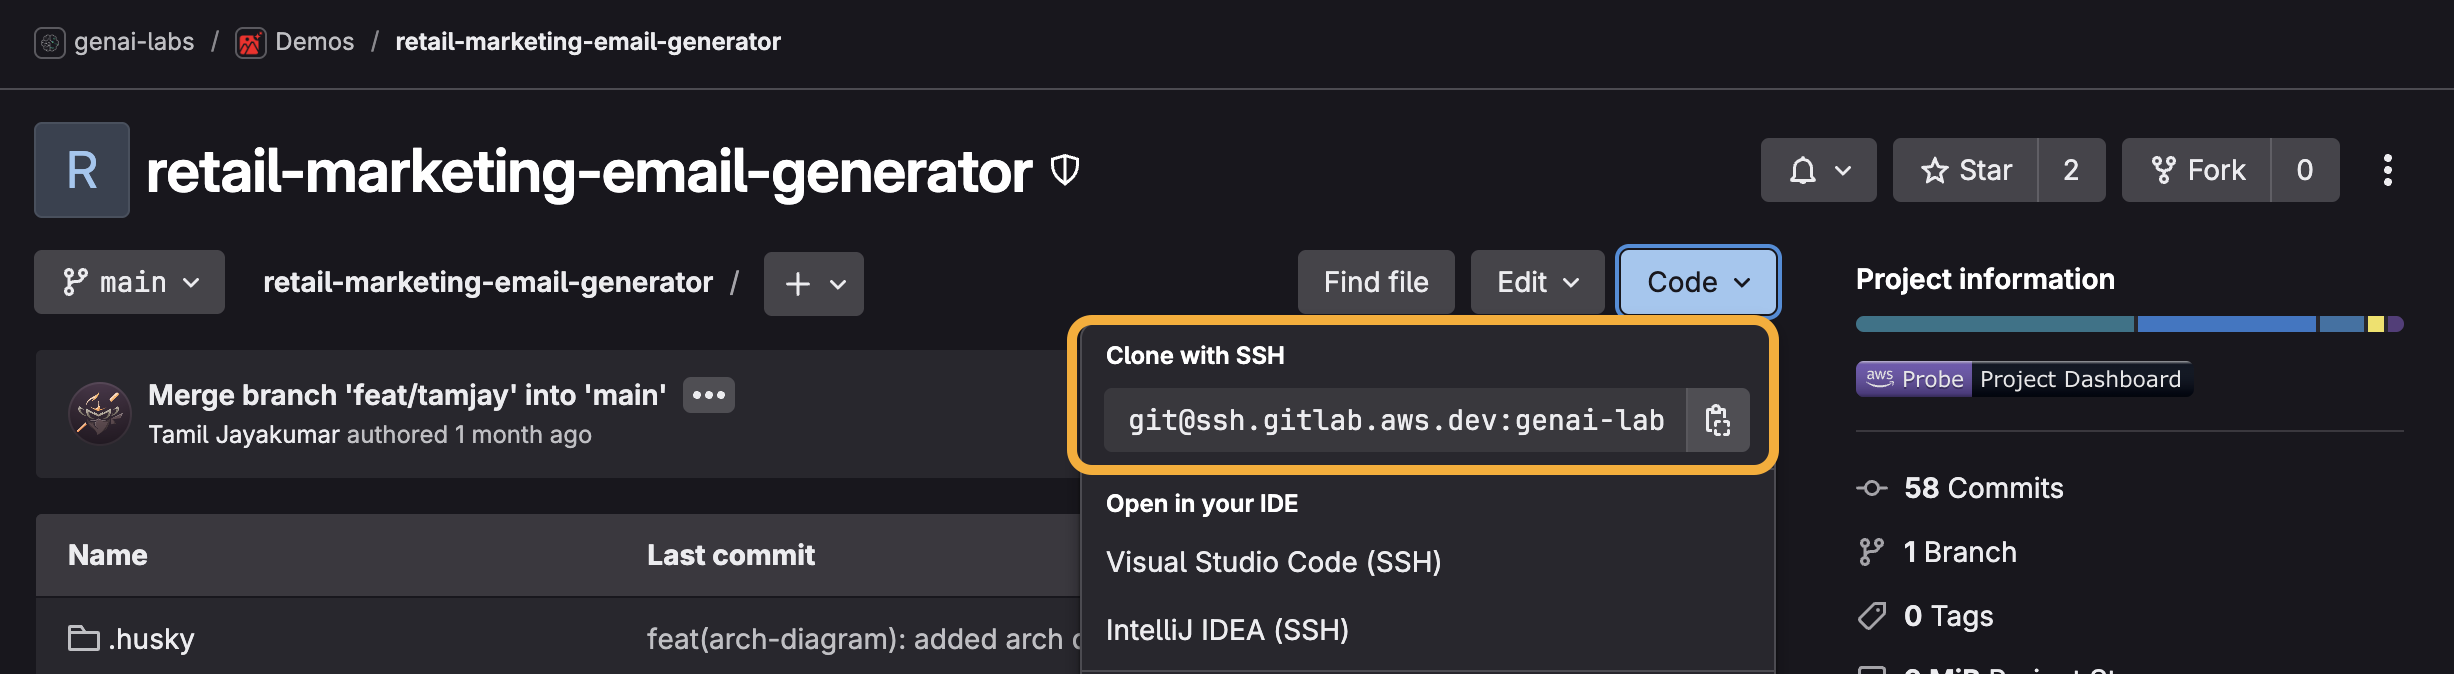 genai-labs / Demos / retail-marketing-email-generator
R retail-marketing-email-generator
Star 2 Fork 0
main retail-marketing-email-generator / + Find file Edit Code
Project information
Clone with SSH
git@ssh.gitlab.aws.dev:genai-lab
aws Probe Project Dashboard
Merge branch 'feat/tamjay' into 'main' •••
Tamil Jayakumar authored 1 month ago
Open in your IDE
Visual Studio Code (SSH)
IntelliJ IDEA (SSH)
58 Commits
1 Branch
0 Tags
Name Last commit
.husky feat(arch-diagram): added arch